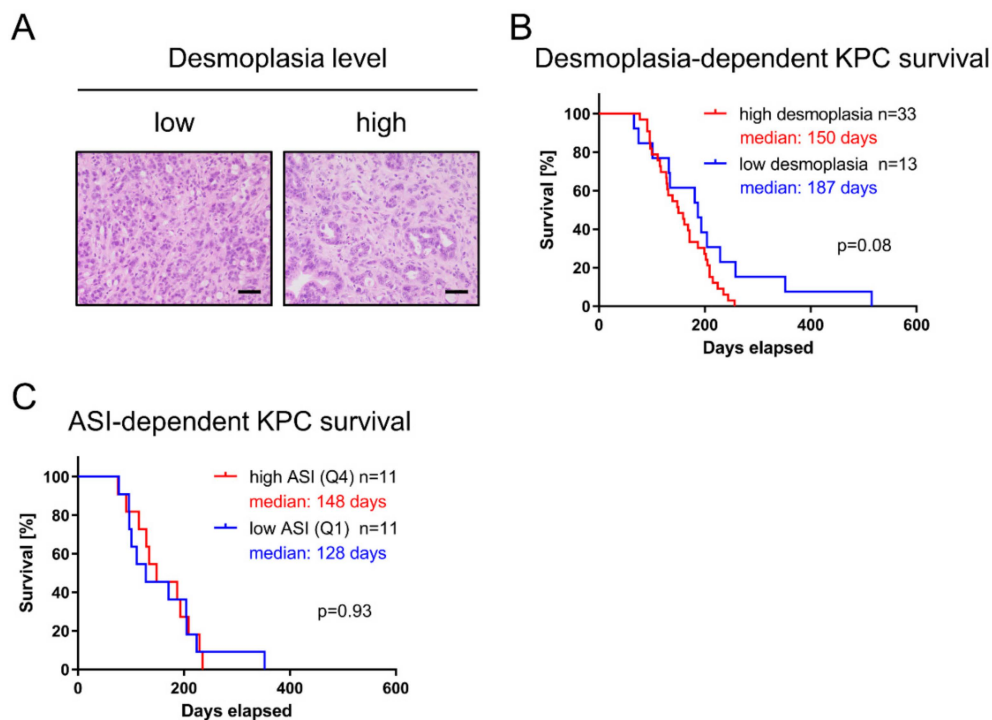 A
Desmoplasia level
low high
B
Desmoplasia-dependent KPC survival
high desmoplasia n=33
median: 150 days
low desmoplasia n=13
median: 187 days
p=0.08
Survival [%]
100
80
60
40
20
0
0 200 400 600
Days elapsed
C
ASI-dependent KPC survival
high ASI (Q4) n=11
median: 148 days
low ASI (Q1) n=11
median: 128 days
p=0.93
Survival [%]
100
80
60
40
20
0
0 200 400 600
Days elapsed